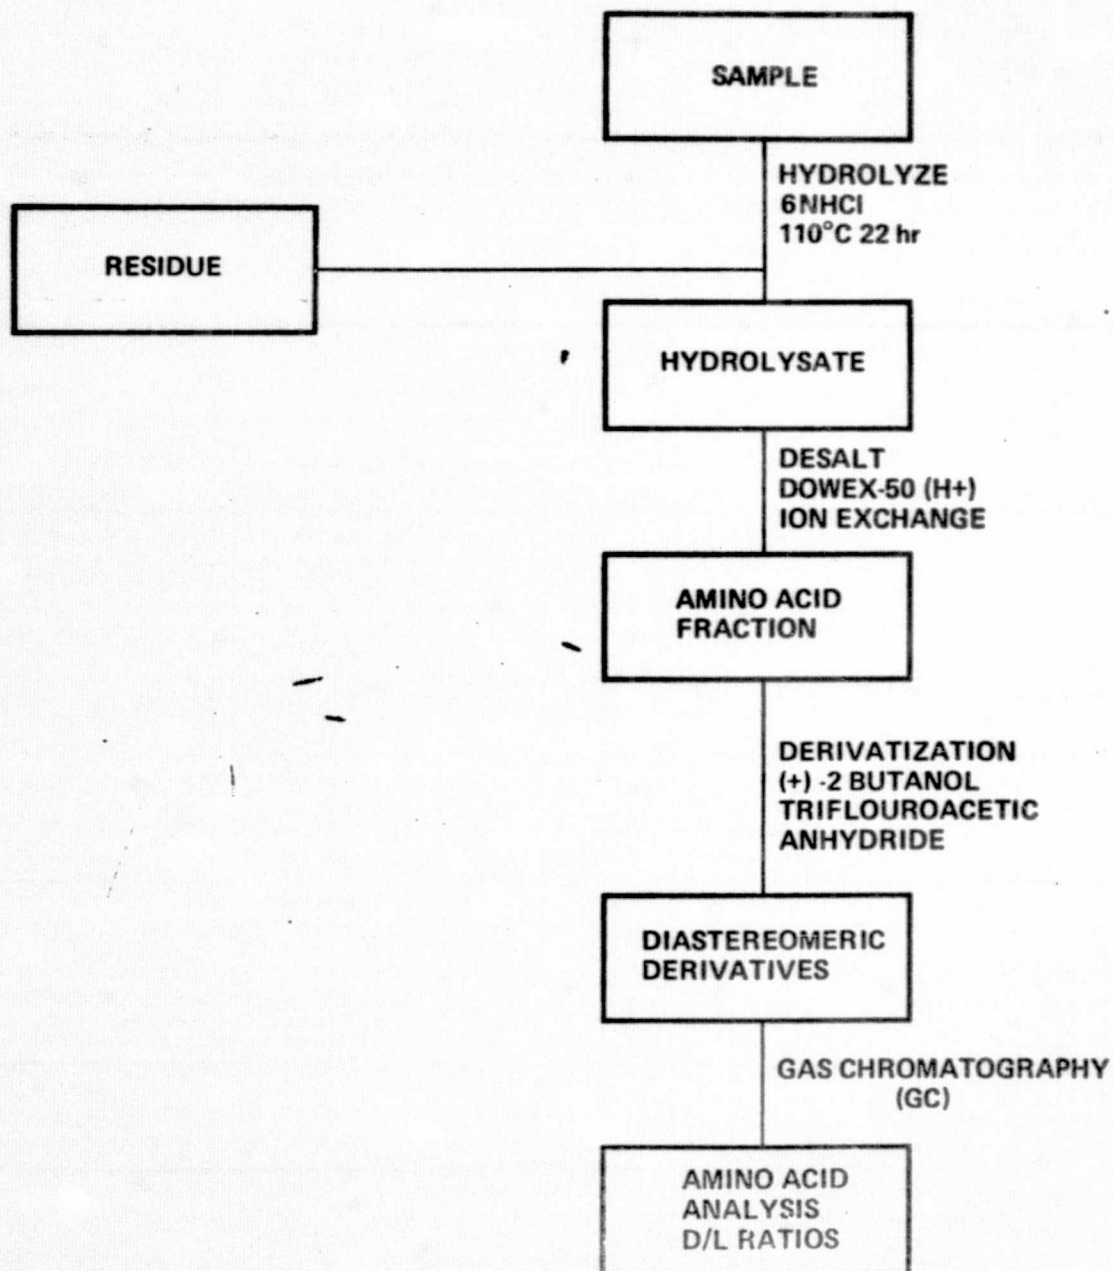 SAMPLE
HYDROLYZE
6NHCl
110°C 22 hr
RESIDUE
HYDROLYSATE
DESALT
DOWEX-50 (H+)
ION EXCHANGE
AMINO ACID
FRACTION
DERIVATIZATION
(+) -2 BUTANOL
TRIFLOUROACETIC
ANHYDRIDE
DIASTEREOMERIC
DERIVATIVES
GAS CHROMATOGRAPHY
(GC)
AMINO ACID
ANALYSIS
D/L RATIOS